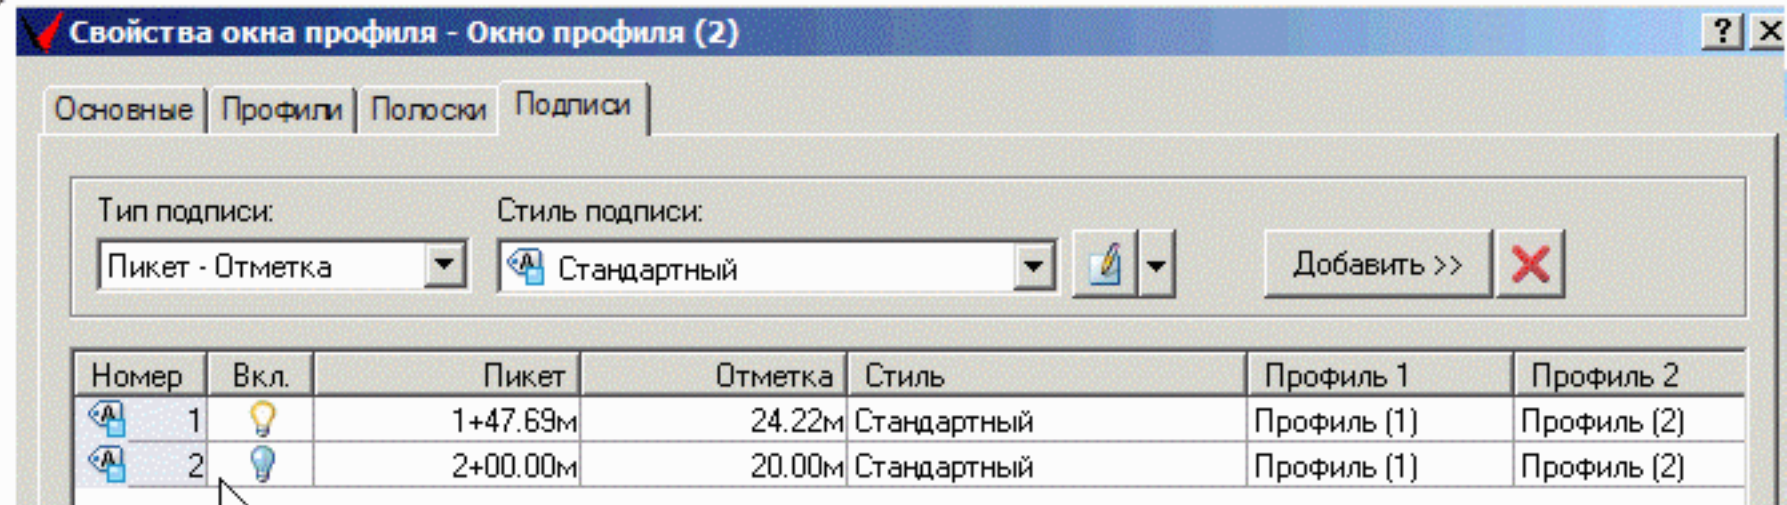 Свойства окна профиля - Окно профиля (2) ? X
Основные Профили Полоски Подписи
Тип подписи: Стиль подписи:
Пикет - Отметка Стандартный Добавить >>
Номер Вкл. Пикет Отметка Стиль Профиль 1 Профиль 2
1 1+47.69м 24.22м Стандартный Профиль (1) Профиль (2)
2 2+00.00м 20.00м Стандартный Профиль (1) Профиль (2)